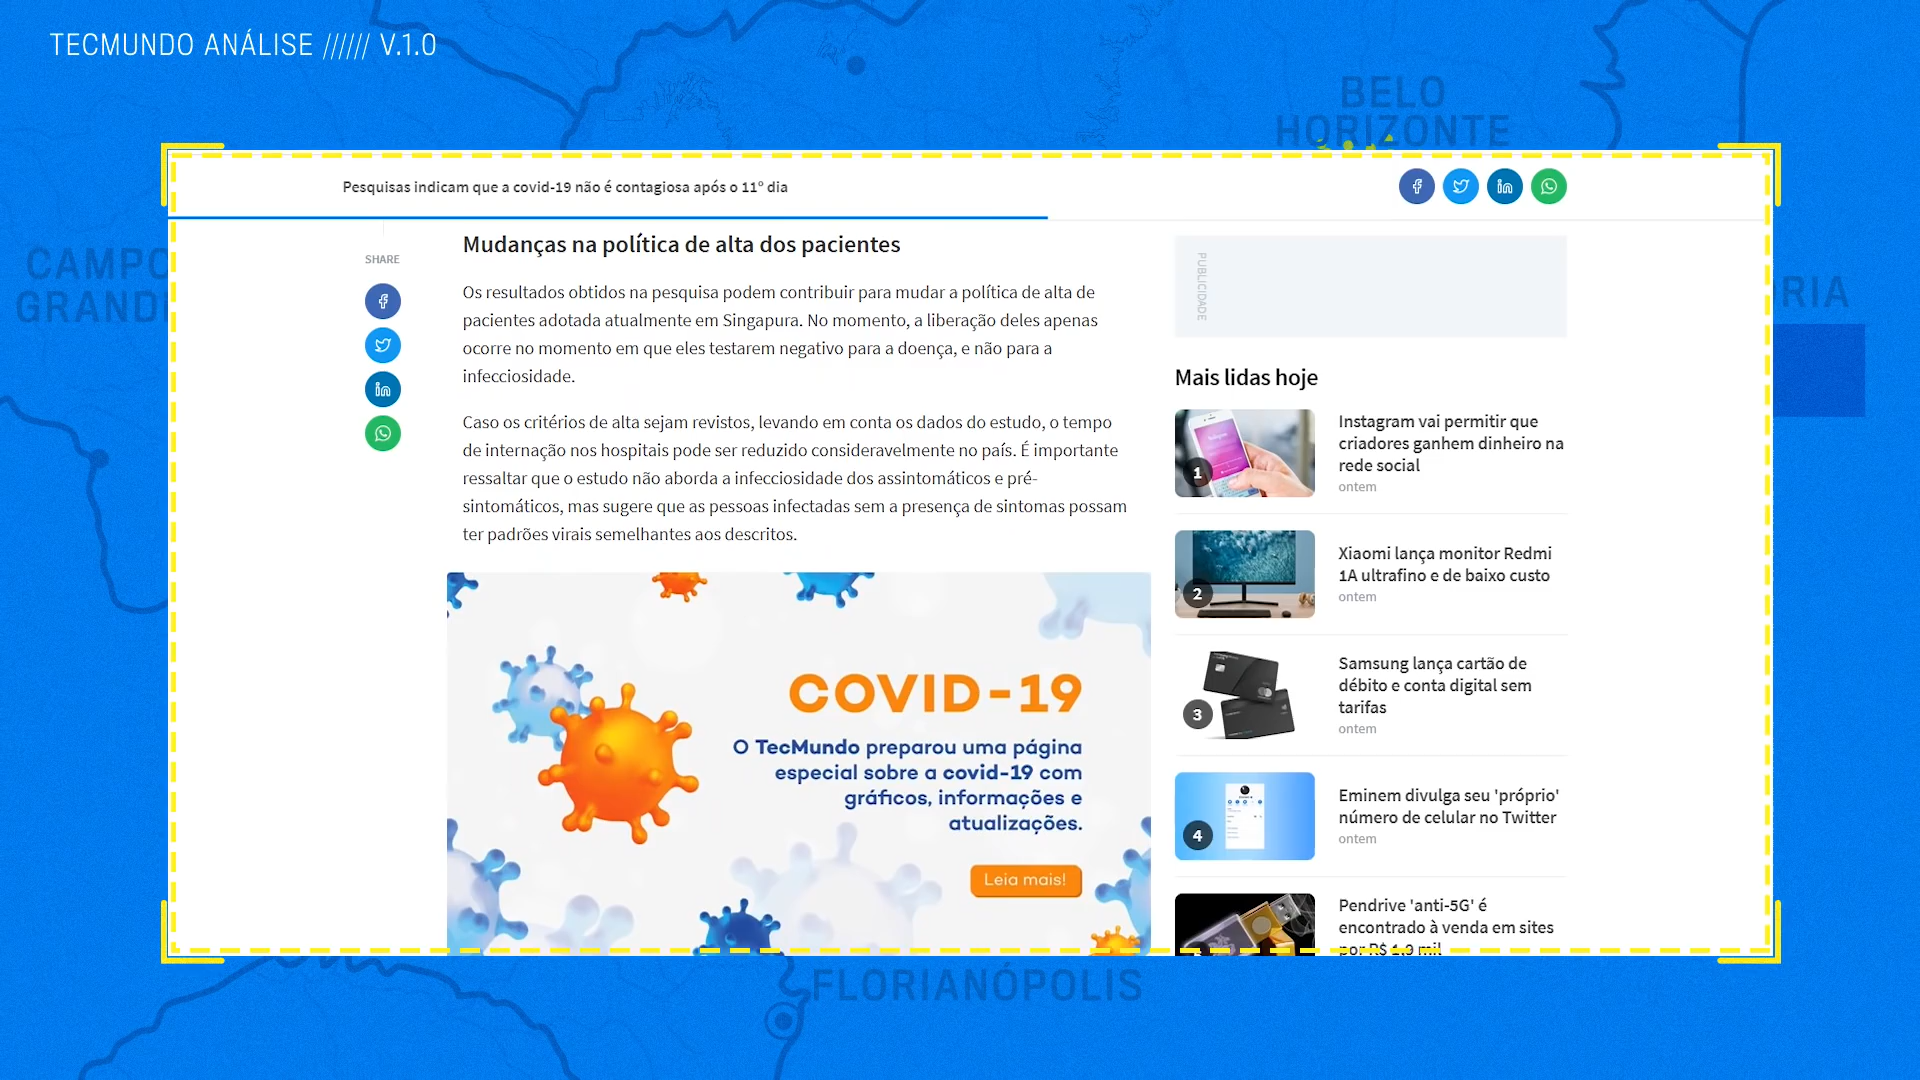 TECMUNDO ANÁLISE ////// V.1.0
BELO
HORIZONTE
CAMPO
GRAND
RIA
FLORIANÓPOLIS
Pesquisas indicam que a covid-19 não é contagiosa após o 11º dia
SHARE
Mudanças na política de alta dos pacientes
Os resultados obtidos na pesquisa podem contribuir para mudar a política de alta de
pacientes adotada atualmente em Singapura. No momento, a liberação deles apenas
ocorre no momento em que eles testarem negativo para a doença, e não para a
infecciosidade.
Caso os critérios de alta sejam revistos, levando em conta os dados do estudo, o tempo
de internação nos hospitais pode ser reduzido consideravelmente no país. É importante
ressaltar que o estudo não aborda a infecciosidade dos assintomáticos e pré-
sintomáticos, mas sugere que as pessoas infectadas sem a presença de sintomas possam
ter padrões virais semelhantes aos descritos.
COVID-19
O TecMundo preparou uma página
especial sobre a covid-19 com
gráficos, informações e
atualizações.
Leia mais!
PUBLICIDADE
Mais lidas hoje
1
Instagram vai permitir que
criadores ganhem dinheiro na
rede social
ontem
2
Xiaomi lança monitor Redmi
1A ultrafino e de baixo custo
ontem
3
Samsung lança cartão de
débito e conta digital sem
tarifas
ontem
4
Eminem divulga seu 'próprio'
número de celular no Twitter
ontem
Pendrive 'anti-5G' é
encontrado à venda em sites
por R$ 1,9 mil